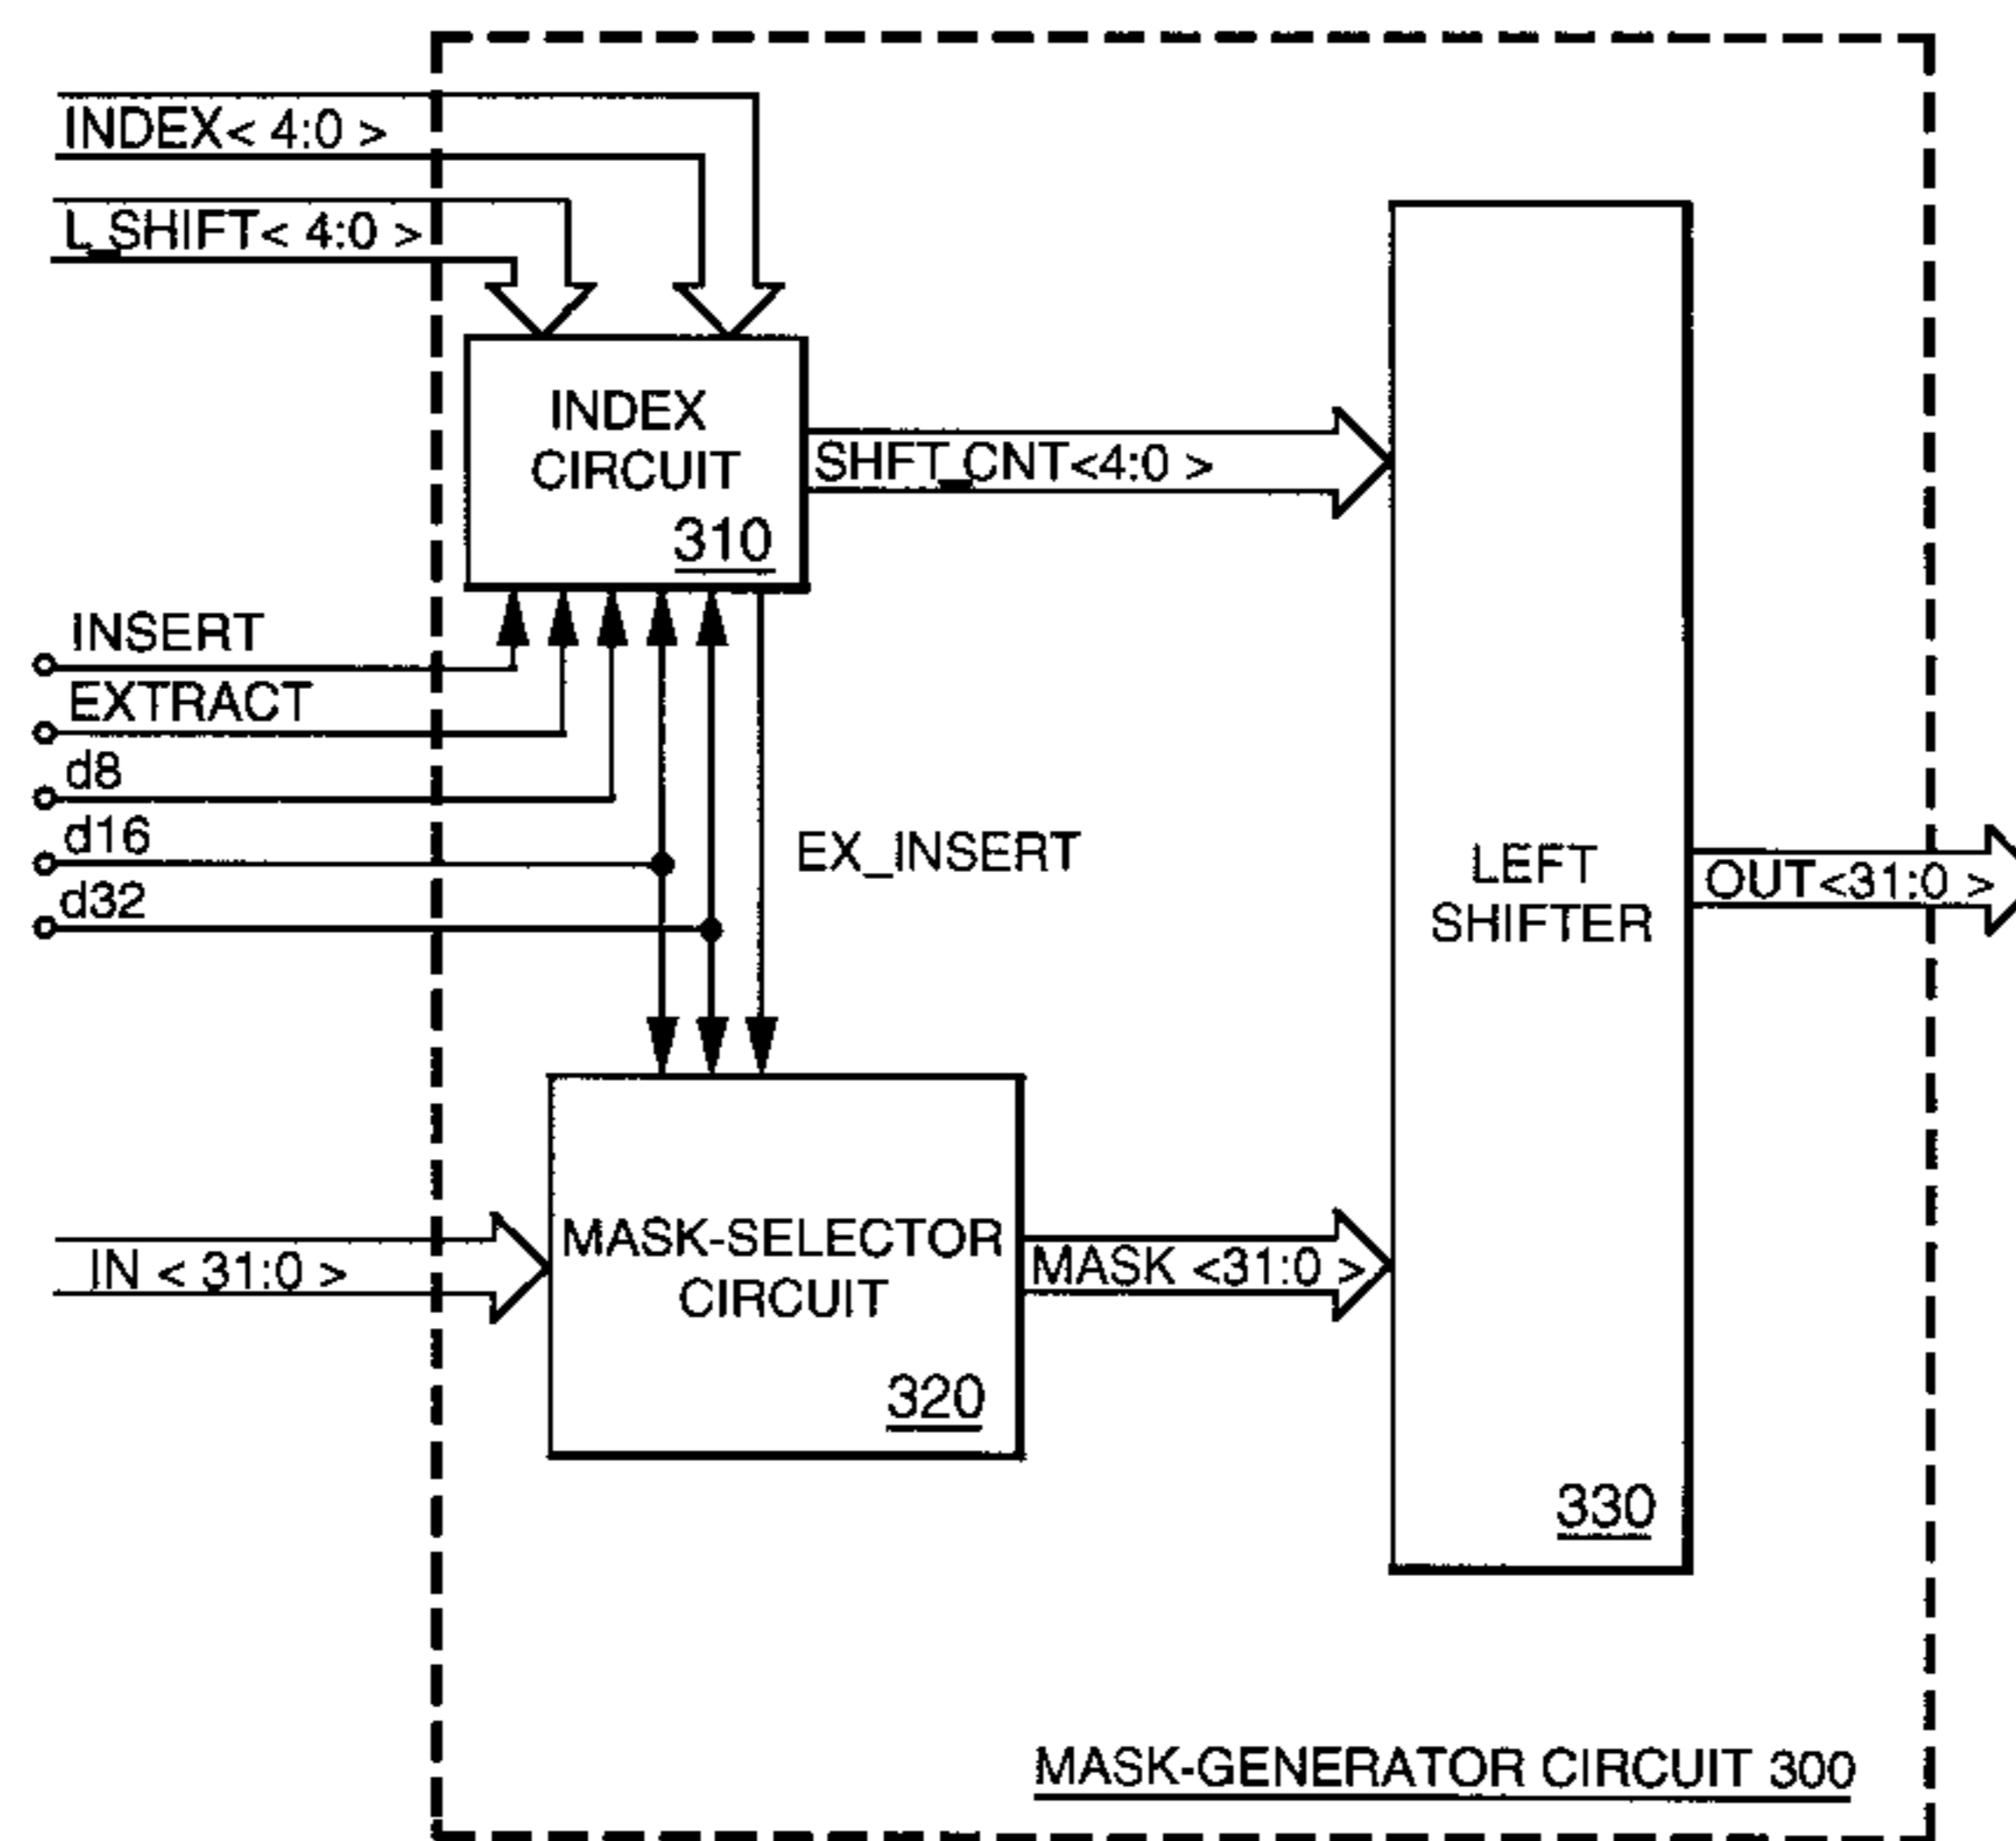 INDEX< 4:0 >
L_SHIFT< 4:0 >
INDEX
CIRCUIT
310
SHFT_CNT<4:0 >
INSERT
EXTRACT
d8
d16
d32
EX_INSERT
LEFT
SHIFTER
330
OUT<31:0 >
IN < 31:0 >
MASK-SELECTOR
CIRCUIT
320
MASK <31:0 >
MASK-GENERATOR CIRCUIT 300